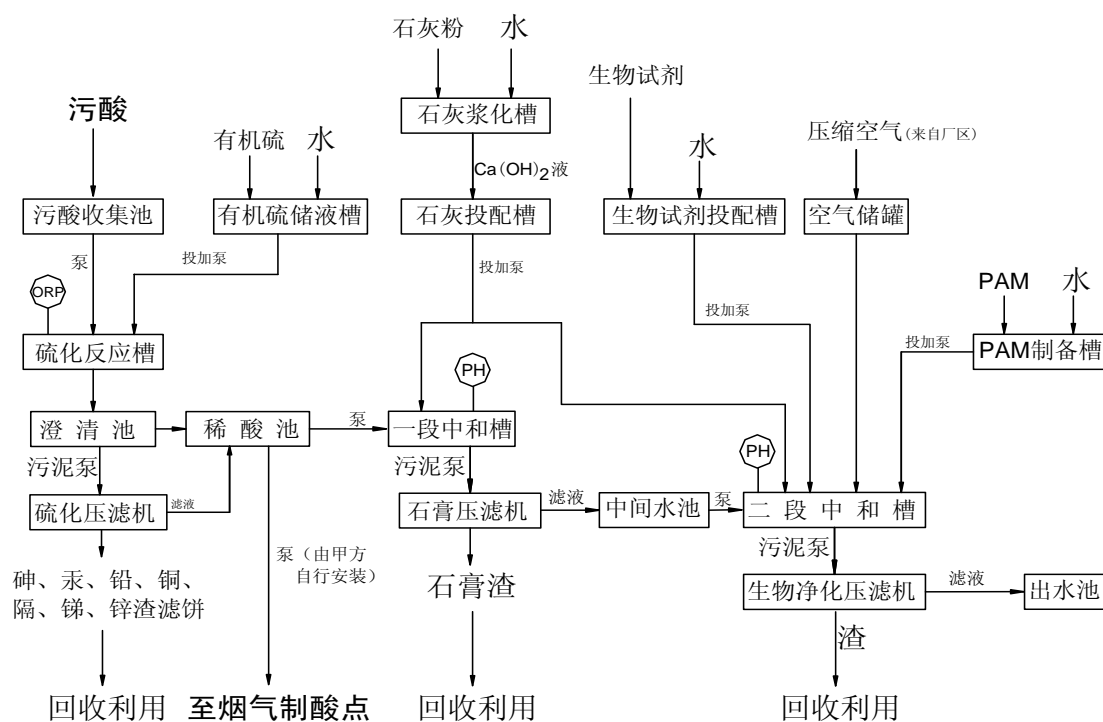 石灰粉 水
生物试剂
污酸
石灰浆化槽
有机硫 水
压缩空气(来自厂区)
水
Ca(OH)2液
污酸收集池 有机硫储液槽 石灰投配槽 生物试剂投配槽 空气储罐
泵 投加泵 投加泵
ORP
PAM 水
投加泵
硫化反应槽 投加泵 PAM制备槽
PH
澄清池 稀酸池 泵 一段中和槽
污泥泵 污泥泵 PH
硫化压滤机 滤液 石膏压滤机 滤液 中间水池 泵 二段中和槽
污泥泵
泵(由甲方
自行安装)
砷、汞、铅、铜、
隔、锑、锌渣滤饼
石膏渣
生物净化压滤机 滤液 出水池
渣
回收利用 至烟气制酸点 回收利用 回收利用